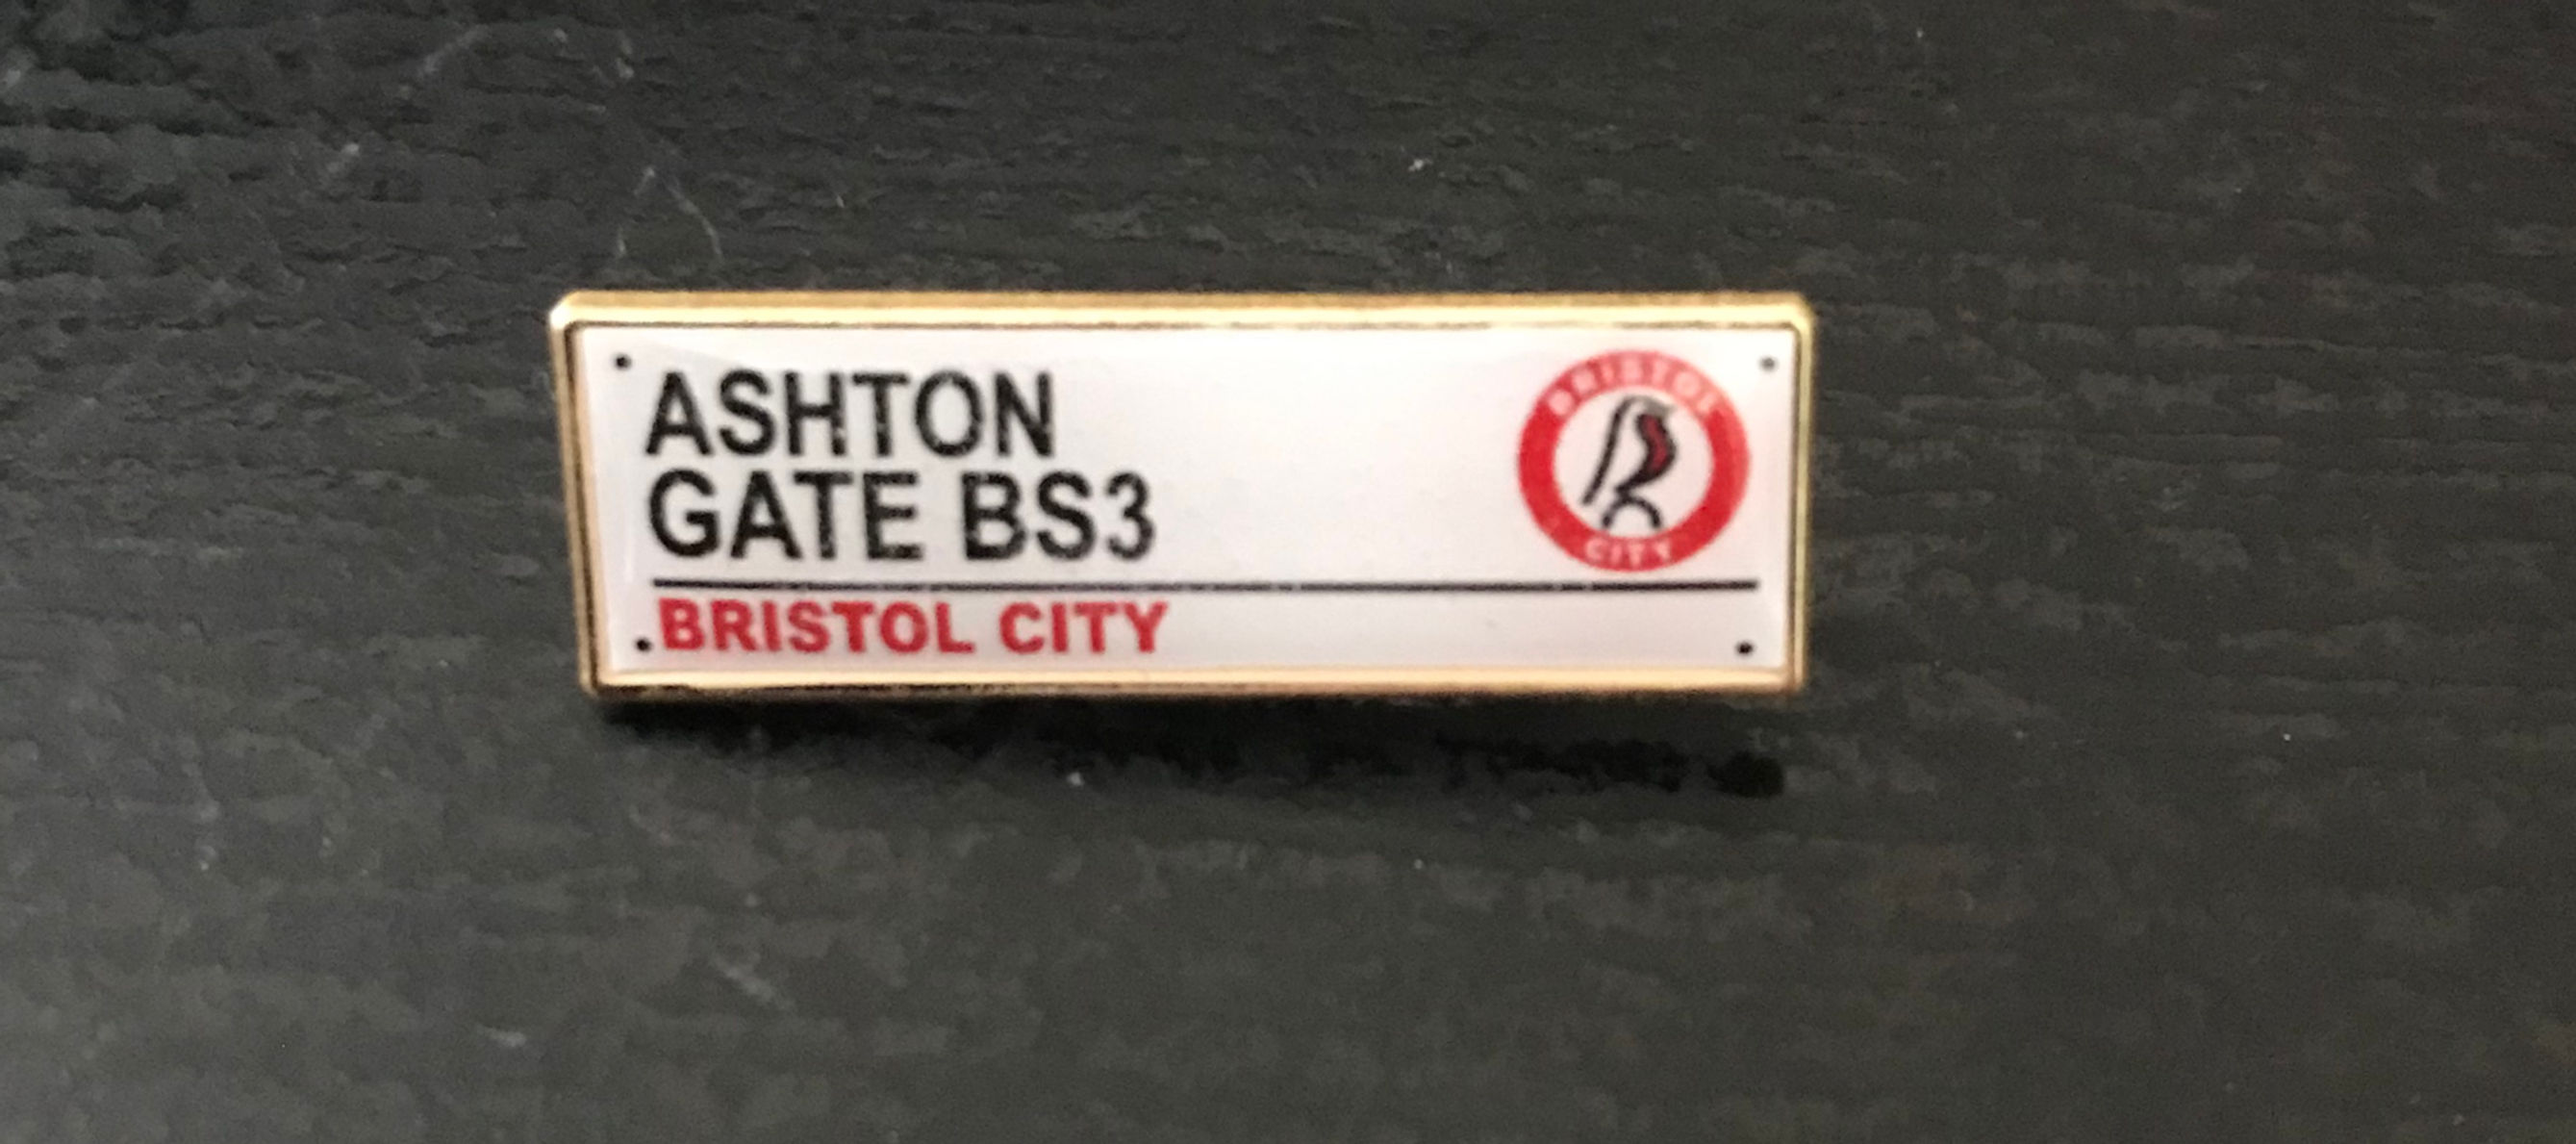 ASHTON
GATE BS3
BRISTOL CITY
BRISTOL
CITY